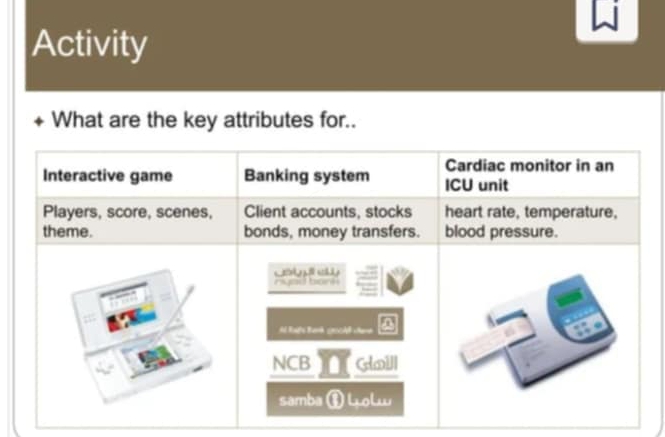 Activity
What are the key attributes for..
Interactive game
Banking system
Cardiac monitor in an
ICU unit
Players, score, scenes,
theme.
Client accounts, stocks
bonds, money transfers.
heart rate, temperature,
blood pressure.
بنك الرياض
riyad bank
Al Rajhi Bank مصرف الراجحي
NCB الأهلي
samba سامبا